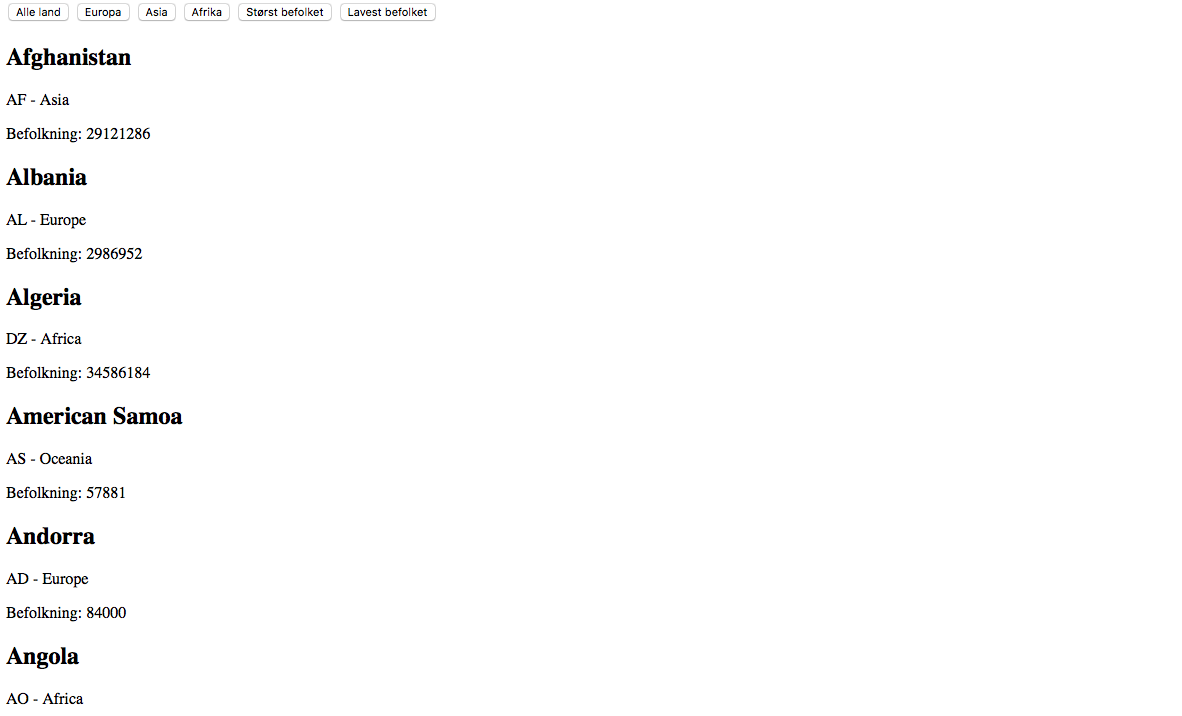 Alle land Europa Asia Afrika Størst befolket Lavest befolket
Afghanistan
AF - Asia
Befolkning: 29121286
Albania
AL - Europe
Befolkning: 2986952
Algeria
DZ - Africa
Befolkning: 34586184
American Samoa
AS - Oceania
Befolkning: 57881
Andorra
AD - Europe
Befolkning: 84000
Angola
AO - Africa